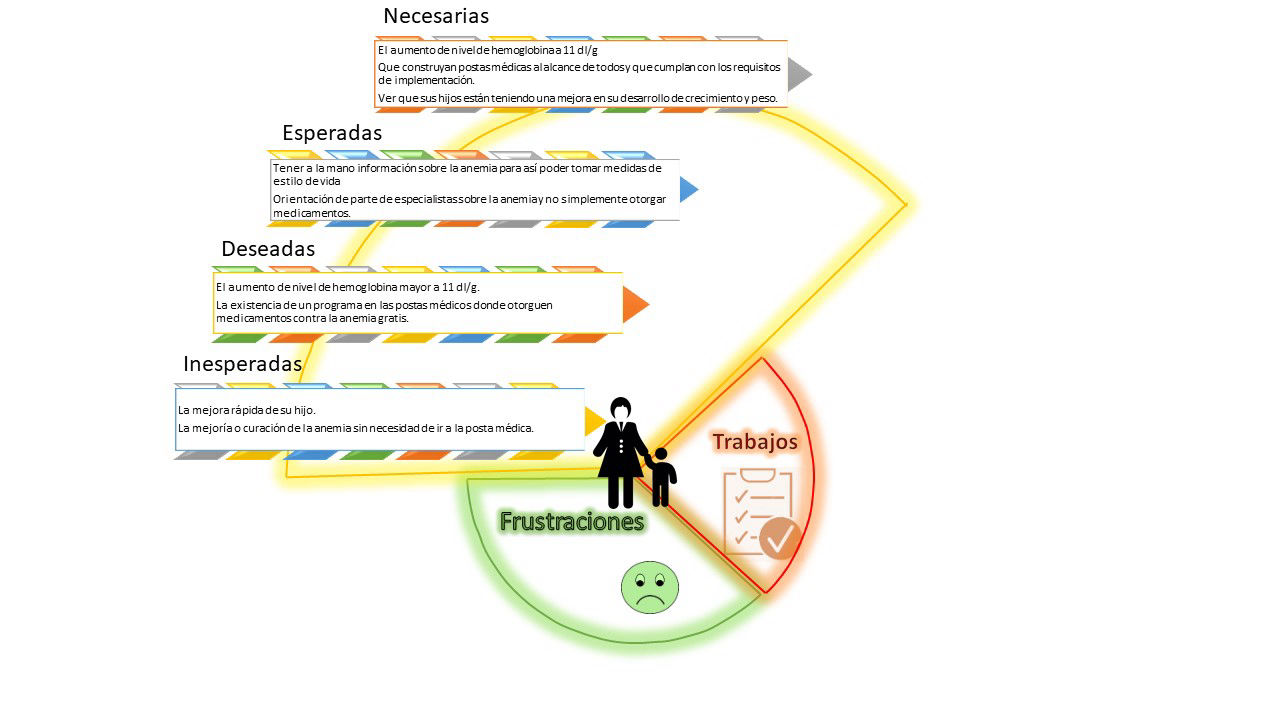 Necesarias
El aumento de nivel de hemoglobina a 11 dl/g
Que construyan postas médicas al alcance de todos y que cumplan con los requisitos
de implementación.
Ver que sus hijos están teniendo una mejora en su desarrollo de crecimiento y peso.
Esperadas
Tener a la mano información sobre la anemia para así poder tomar medidas de
estilo de vida
Orientación de parte de especialistas sobre la anemia y no simplemente otorgar
medicamentos.
Deseadas
El aumento de nivel de hemoglobina mayor a 11 dl/g.
La existencia de un programa en las postas médicos donde otorguen
medicamentos contra la anemia gratis.
Inesperadas
La mejora rápida de su hijo.
La mejoría o curación de la anemia sin necesidad de ir a la posta médica.
Trabajos
Frustraciones